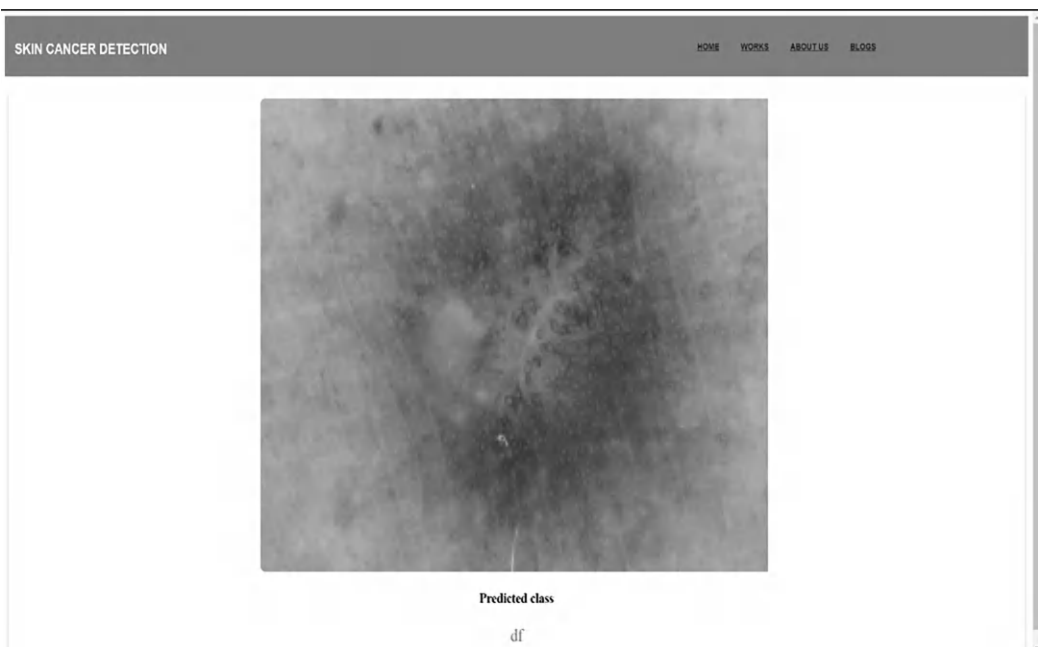 SKIN CANCER DETECTION
HOME WORKS ABOUT US BLOGS
Predicted class
df